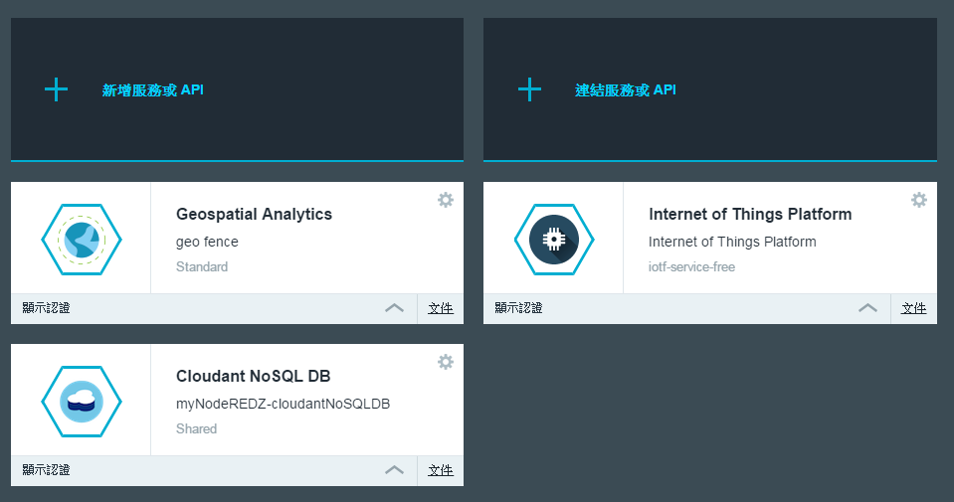 新增服務或 API
連結服務或 API
Geospatial Analytics
geo fence
Standard
顯示認證
文件
Internet of Things Platform
Internet of Things Platform
iotf-service-free
顯示認證
文件
Cloudant NoSQL DB
myNodeREDZ-cloudantNoSQLDB
Shared
顯示認證
文件